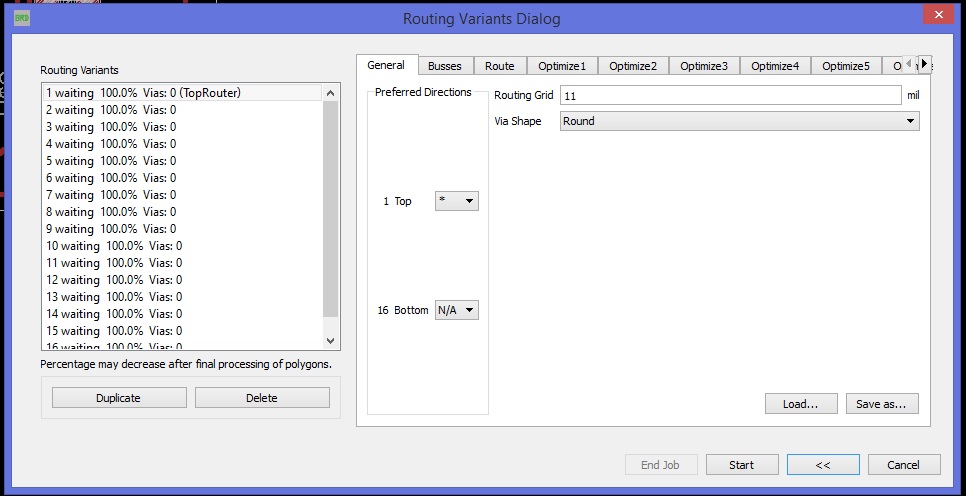 BRD
Routing Variants Dialog
Routing Variants
1 waiting 100.0% Vias: 0 (TopRouter)
2 waiting 100.0% Vias: 0
3 waiting 100.0% Vias: 0
4 waiting 100.0% Vias: 0
5 waiting 100.0% Vias: 0
6 waiting 100.0% Vias: 0
7 waiting 100.0% Vias: 0
8 waiting 100.0% Vias: 0
9 waiting 100.0% Vias: 0
10 waiting 100.0% Vias: 0
11 waiting 100.0% Vias: 0
12 waiting 100.0% Vias: 0
13 waiting 100.0% Vias: 0
14 waiting 100.0% Vias: 0
15 waiting 100.0% Vias: 0
16 waiting 100.0% Vias: 0
Percentage may decrease after final processing of polygons.
Duplicate Delete
General Busses Route Optimize1 Optimize2 Optimize3 Optimize4 Optimize5
Preferred Directions
1 Top *
16 Bottom N/A
Routing Grid 11 mil
Via Shape Round
Load... Save as...
End Job Start << Cancel